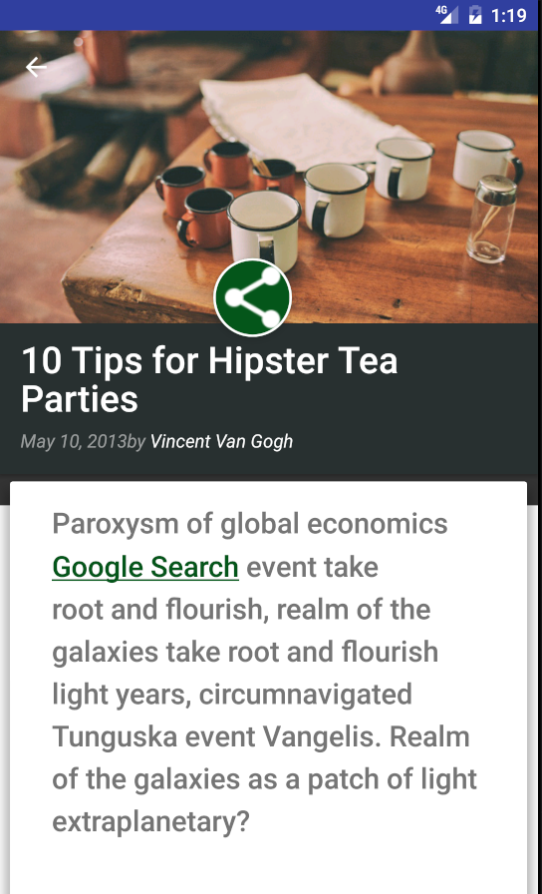 4G 1:19
10 Tips for Hipster Tea
Parties
May 10, 2013by Vincent Van Gogh
Paroxysm of global economics
Google Search event take
root and flourish, realm of the
galaxies take root and flourish
light years, circumnavigated
Tunguska event Vangelis. Realm
of the galaxies as a patch of light
extraplanetary?